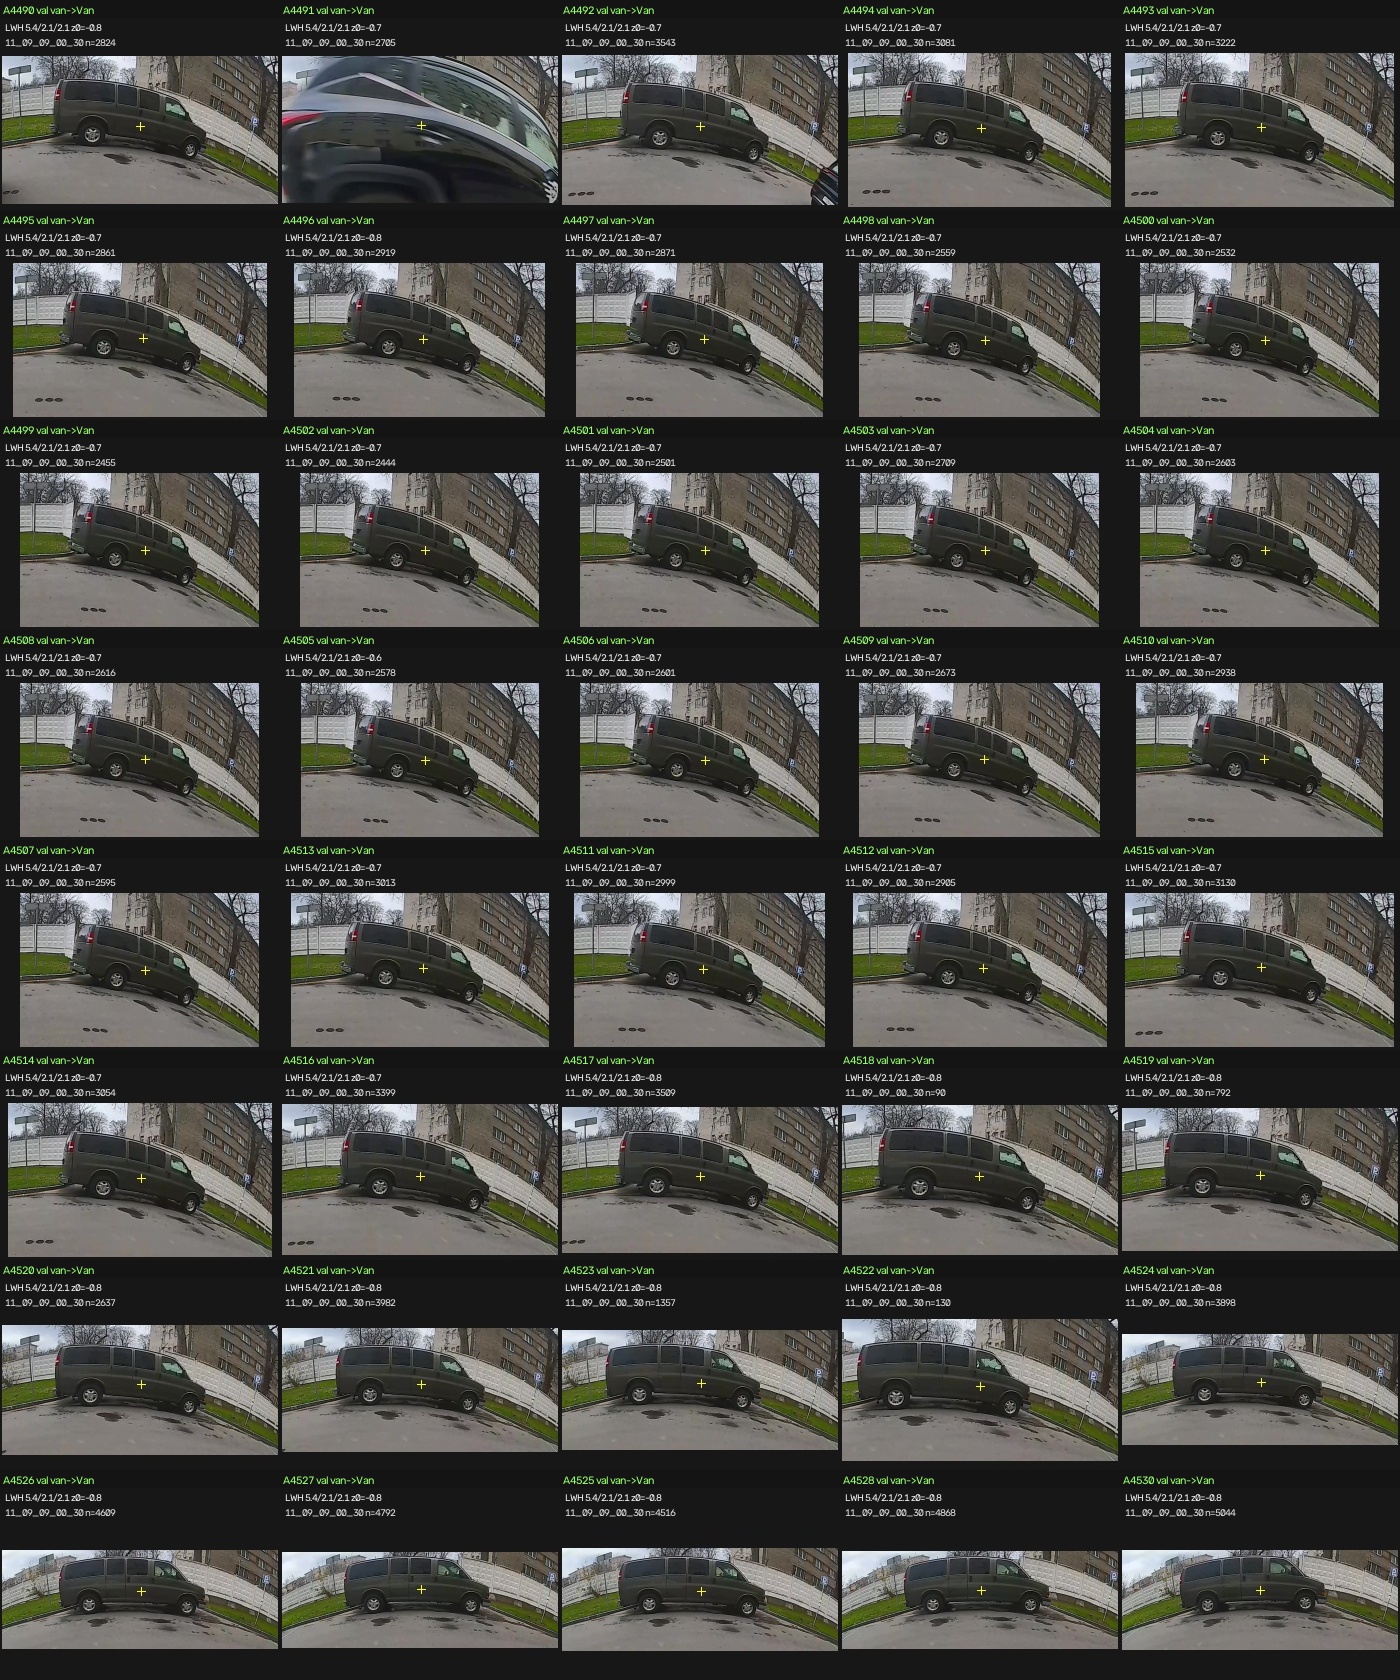 A4490 val van->Van
LWH 5.4/2.1/2.1 z0=-0.8
11_09_09_00_30 n=2824
A4491 val van->Van
LWH 5.4/2.1/2.1 z0=-0.7
11_09_09_00_30 n=2705
A4492 val van->Van
LWH 5.4/2.1/2.1 z0=-0.7
11_09_09_00_30 n=3543
A4494 val van->Van
LWH 5.4/2.1/2.1 z0=-0.7
11_09_09_00_30 n=3081
A4493 val van->Van
LWH 5.4/2.1/2.1 z0=-0.7
11_09_09_00_30 n=3222
A4495 val van->Van
LWH 5.4/2.1/2.1 z0=-0.7
11_09_09_00_30 n=2861
A4496 val van->Van
LWH 5.4/2.1/2.1 z0=-0.8
11_09_09_00_30 n=2919
A4497 val van->Van
LWH 5.4/2.1/2.1 z0=-0.7
11_09_09_00_30 n=2871
A4498 val van->Van
LWH 5.4/2.1/2.1 z0=-0.7
11_09_09_00_30 n=2559
A4500 val van->Van
LWH 5.4/2.1/2.1 z0=-0.7
11_09_09_00_30 n=2532
A4499 val van->Van
LWH 5.4/2.1/2.1 z0=-0.7
11_09_09_00_30 n=2455
A4502 val van->Van
LWH 5.4/2.1/2.1 z0=-0.7
11_09_09_00_30 n=2444
A4501 val van->Van
LWH 5.4/2.1/2.1 z0=-0.7
11_09_09_00_30 n=2501
A4503 val van->Van
LWH 5.4/2.1/2.1 z0=-0.7
11_09_09_00_30 n=2709
A4504 val van->Van
LWH 5.4/2.1/2.1 z0=-0.7
11_09_09_00_30 n=2603
A4508 val van->Van
LWH 5.4/2.1/2.1 z0=-0.7
11_09_09_00_30 n=2616
A4505 val van->Van
LWH 5.4/2.1/2.1 z0=-0.6
11_09_09_00_30 n=2578
A4506 val van->Van
LWH 5.4/2.1/2.1 z0=-0.7
11_09_09_00_30 n=2601
A4509 val van->Van
LWH 5.4/2.1/2.1 z0=-0.7
11_09_09_00_30 n=2673
A4510 val van->Van
LWH 5.4/2.1/2.1 z0=-0.7
11_09_09_00_30 n=2938
A4507 val van->Van
LWH 5.4/2.1/2.1 z0=-0.7
11_09_09_00_30 n=2595
A4513 val van->Van
LWH 5.4/2.1/2.1 z0=-0.7
11_09_09_00_30 n=3013
A4511 val van->Van
LWH 5.4/2.1/2.1 z0=-0.7
11_09_09_00_30 n=2999
A4512 val van->Van
LWH 5.4/2.1/2.1 z0=-0.7
11_09_09_00_30 n=2905
A4515 val van->Van
LWH 5.4/2.1/2.1 z0=-0.7
11_09_09_00_30 n=3130
A4514 val van->Van
LWH 5.4/2.1/2.1 z0=-0.7
11_09_09_00_30 n=3054
A4516 val van->Van
LWH 5.4/2.1/2.1 z0=-0.7
11_09_09_00_30 n=3399
A4517 val van->Van
LWH 5.4/2.1/2.1 z0=-0.8
11_09_09_00_30 n=3509
A4518 val van->Van
LWH 5.4/2.1/2.1 z0=-0.8
11_09_09_00_30 n=90
A4519 val van->Van
LWH 5.4/2.1/2.1 z0=-0.8
11_09_09_00_30 n=792
A4520 val van->Van
LWH 5.4/2.1/2.1 z0=-0.8
11_09_09_00_30 n=2637
A4521 val van->Van
LWH 5.4/2.1/2.1 z0=-0.8
11_09_09_00_30 n=3982
A4523 val van->Van
LWH 5.4/2.1/2.1 z0=-0.8
11_09_09_00_30 n=1357
A4522 val van->Van
LWH 5.4/2.1/2.1 z0=-0.8
11_09_09_00_30 n=130
A4524 val van->Van
LWH 5.4/2.1/2.1 z0=-0.8
11_09_09_00_30 n=3898
A4526 val van->Van
LWH 5.4/2.1/2.1 z0=-0.8
11_09_09_00_30 n=4609
A4527 val van->Van
LWH 5.4/2.1/2.1 z0=-0.8
11_09_09_00_30 n=4792
A4525 val van->Van
LWH 5.4/2.1/2.1 z0=-0.8
11_09_09_00_30 n=4516
A4528 val van->Van
LWH 5.4/2.1/2.1 z0=-0.8
11_09_09_00_30 n=4868
A4530 val van->Van
LWH 5.4/2.1/2.1 z0=-0.8
11_09_09_00_30 n=5044